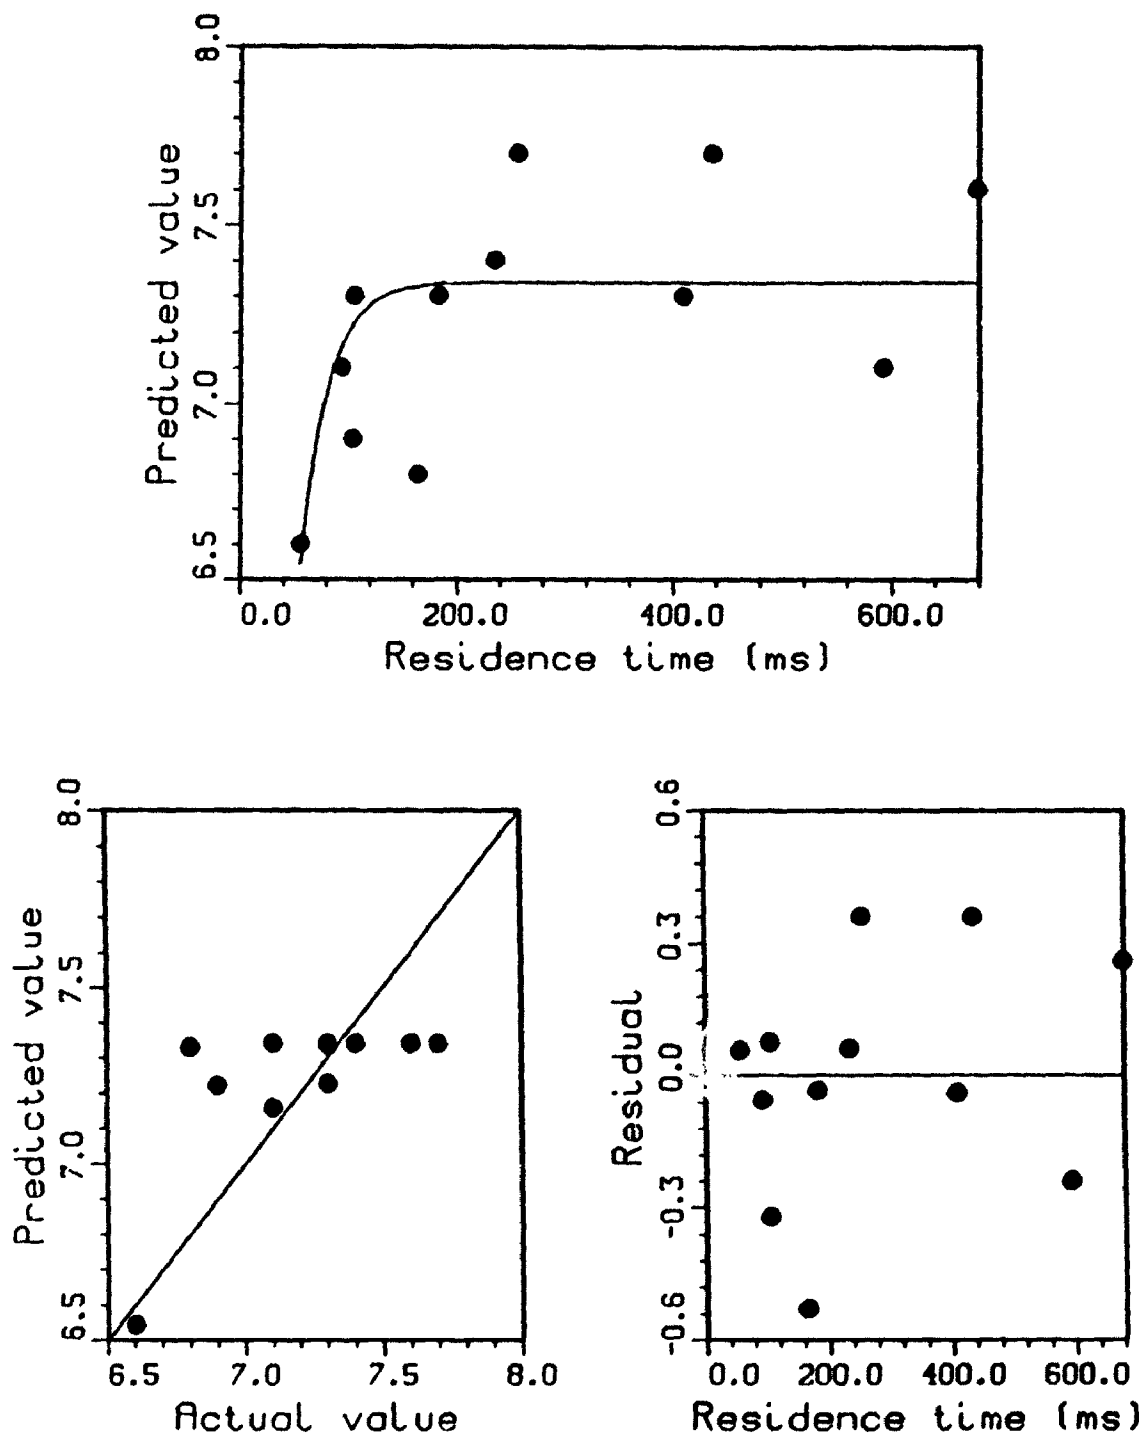 8.0
7.5
7.0
6.5
Predicted value
0.0 200.0 400.0 600.0
Residence time (ms)
8.0
7.5
7.0
6.5
Predicted value
6.5 7.0 7.5 8.0
Actual value
0.6
0.3
0.0
-0.3
-0.6
Residual
0.0 200.0 400.0 600.0
Residence time (ms)